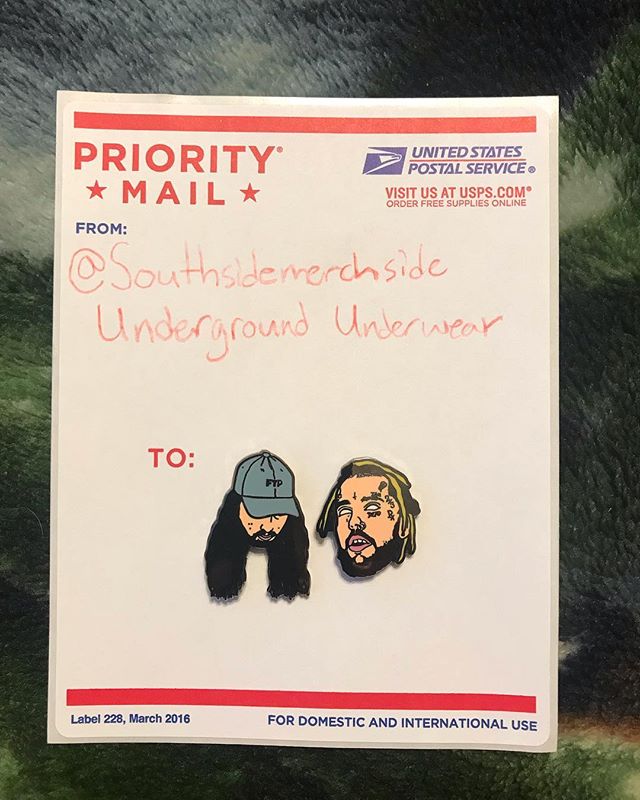 PRIORITY®
★ MAIL ★
UNITED STATES
POSTAL SERVICE®
VISIT US AT USPS.COM®
ORDER FREE SUPPLIES ONLINE
FROM:
@Southsidemerchside
Underground Underwear
TO:
FTP
Label 228, March 2016
FOR DOMESTIC AND INTERNATIONAL USE